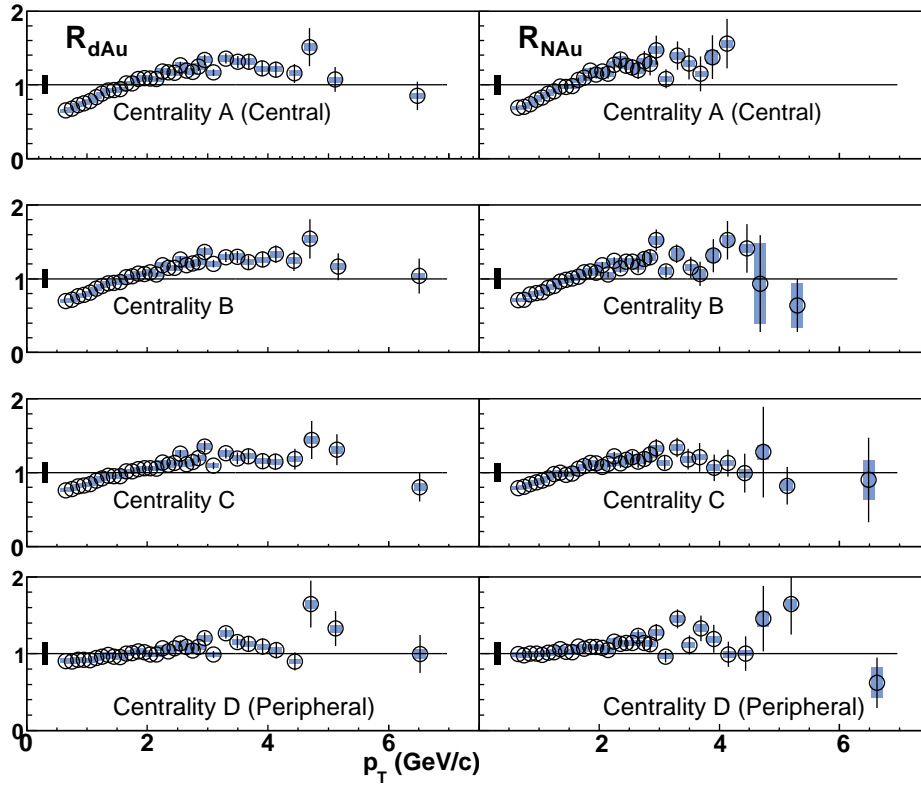 2
R_dAu
R_NAu
1
Centrality A (Central)
Centrality A (Central)
0
2
1
Centrality B
Centrality B
0
2
1
Centrality C
Centrality C
0
2
1
Centrality D (Peripheral)
Centrality D (Peripheral)
0
0 2 4 6 2 4 6
p_T (GeV/c)